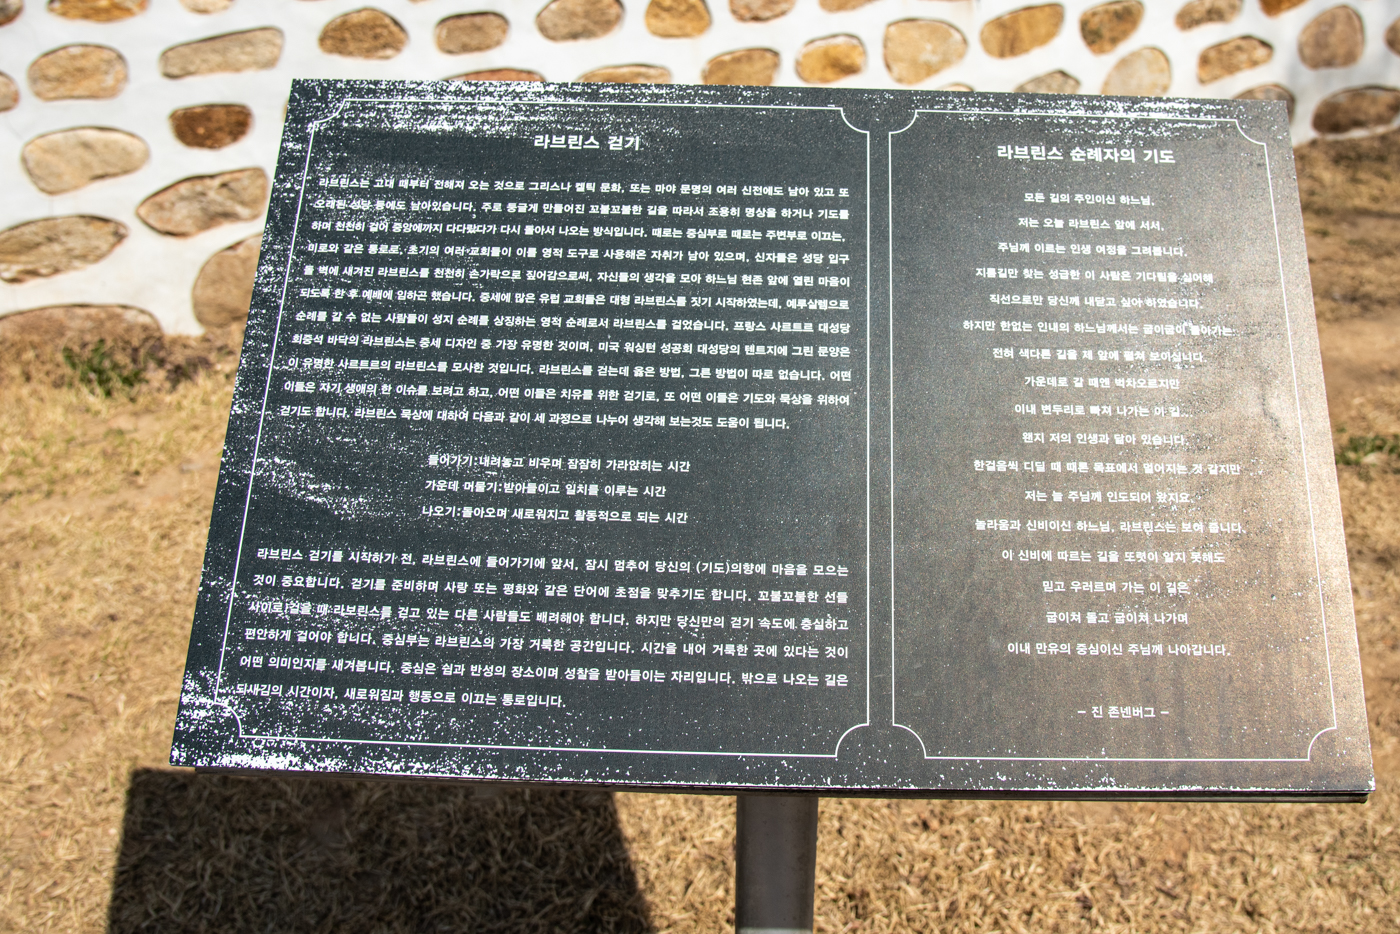 라브린스 걷기
라브린스는 고대 때부터 전해져 오는 것으로 그리스나 켈틱 문화, 또는 마야 문명의 여러 신전에도 남아 있고 또
오래된 성당 등에도 남아있습니다. 주로 둥글게 만들어진 꼬불꼬불한 길을 따라서 조용히 명상을 하거나 기도를
하며 천천히 걸어 중앙에까지 다다랐다가 다시 돌아서 나오는 방식입니다. 때로는 중심부로 때로는 주변부로 이끄는,
미로와 같은 통로로, 초기의 여러 교회들이 이를 영적 도구로 사용해온 자취가 남아 있으며, 신자들은 성당 입구
돌 벽에 새겨진 라브린스를 천천히 손가락으로 짚어감으로써, 자신들의 생각을 모아 하느님 현존 앞에 열린 마음이
되도록 한 후 예배에 임하곤 했습니다. 중세에 많은 유럽 교회들은 대형 라브린스를 짓기 시작하였는데, 예루살렘으로
순례를 갈 수 없는 사람들이 성지 순례를 상징하는 영적 순례로서 라브린스를 걸었습니다. 프랑스 샤르트르 대성당
회중석 바닥의 라브린스는 중세 디자인 중 가장 유명한 것이며, 미국 워싱턴 성공회 대성당의 텐트지에 그린 문양은
이 유명한 샤르트르의 라브린스를 모사한 것입니다. 라브린스를 걷는데 옳은 방법, 그른 방법이 따로 없습니다. 어떤
이들은 자기 생애의 한 이슈를 보려고 하고, 어떤 이들은 치유를 위한 걷기로, 또 어떤 이들은 기도와 묵상을 위하여
걷기도 합니다. 라브린스 묵상에 대하여 다음과 같이 세 과정으로 나누어 생각해 보는것도 도움이 됩니다.
들어가기:내려놓고 비우며 잠잠히 가라앉히는 시간
가운데 머물기:받아들이고 일치를 이루는 시간
나오기:돌아오며 새로워지고 활동적으로 되는 시간
라브린스 걷기를 시작하기 전, 라브린스에 들어가기에 앞서, 잠시 멈추어 당신의 (기도)의향에 마음을 모으는
것이 중요합니다. 걷기를 준비하며 사랑 또는 평화와 같은 단어에 초점을 맞추기도 합니다. 꼬불꼬불한 선들
사이로 걸을 때 라브린스를 걷고 있는 다른 사람들도 배려해야 합니다. 하지만 당신만의 걷기 속도에 충실하고
편안하게 걸어야 합니다. 중심부는 라브린스의 가장 거룩한 공간입니다. 시간을 내어 거룩한 곳에 있다는 것이
어떤 의미인지를 새겨봅니다. 중심은 쉼과 반성의 장소이며 성찰을 받아들이는 자리입니다. 밖으로 나오는 길은
되새김의 시간이자, 새로워짐과 행동으로 이끄는 통로입니다.
라브린스 순례자의 기도
모든 길의 주인이신 하느님,
저는 오늘 라브린스 앞에 서서,
주님께 이르는 인생 여정을 그려봅니다.
지름길만 찾는 성급한 이 사람은 기다림을 싫어해
직선으로만 당신께 내닫고 싶어 하였습니다.
하지만 한없는 인내의 하느님께서는 굽이굽이 돌아가는
전혀 색다른 길을 제 앞에 펼쳐 보이십니다.
가운데로 갈 때엔 벅차오르지만
이내 변두리로 빠져 나가는 이 길...
왠지 저의 인생과 닮아 있습니다.
한걸음씩 디딜 때 때론 목표에서 멀어지는 것 같지만
저는 늘 주님께 인도되어 왔지요.
놀라움과 신비이신 하느님, 라브린스는 보여 줍니다.
이 신비에 따르는 길을 또렷이 알지 못해도
믿고 우러르며 가는 이 길은
굽이쳐 돌고 굽이쳐 나가며
이내 만유의 중심이신 주님께 나아갑니다.
– 진 존넨버그 –